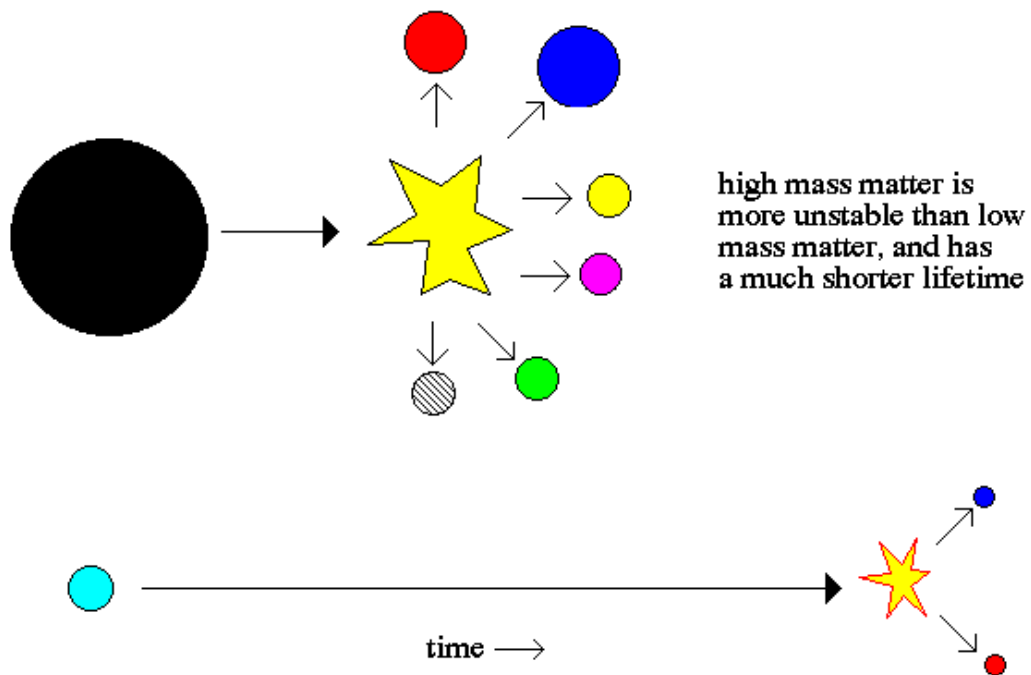 high mass matter is
more unstable than low
mass matter, and has
a much shorter lifetime
time